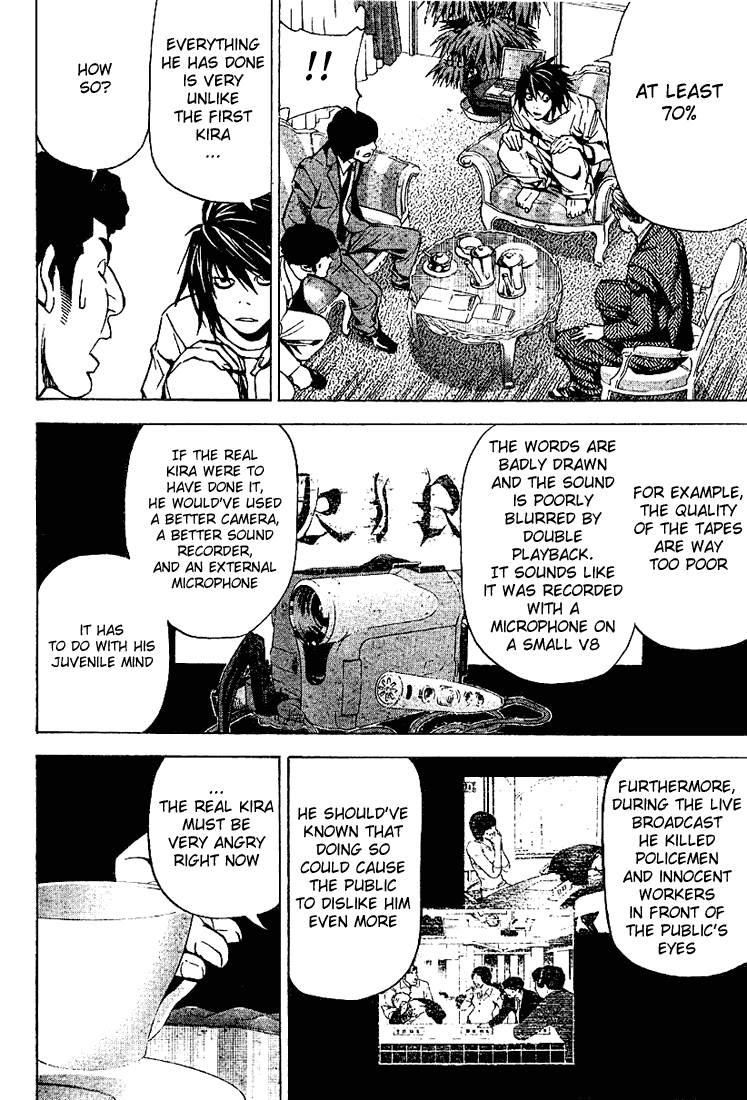 AT LEAST
70%
!!
EVERYTHING
HE HAS DONE
IS VERY
UNLIKE
THE FIRST
KIRA
...
HOW
SO?
FOR EXAMPLE,
THE QUALITY
OF THE TAPES
ARE WAY
TOO POOR
THE WORDS ARE
BADLY DRAWN
AND THE SOUND
IS POORLY
BLURRED BY
DOUBLE
PLAYBACK.
IT SOUNDS LIKE
IT WAS RECORDED
WITH A
MICROPHONE ON
A SMALL V8
KIR
IF THE REAL
KIRA WERE TO
HAVE DONE IT,
HE WOULD'VE USED
A BETTER CAMERA,
A BETTER SOUND
RECORDER,
AND AN EXTERNAL
MICROPHONE
IT HAS
TO DO WITH HIS
JUVENILE MIND
FURTHERMORE,
DURING THE LIVE
BROADCAST
HE KILLED
POLICEMEN
AND INNOCENT
WORKERS
IN FRONT OF
THE PUBLIC'S
EYES
HE SHOULD'VE
KNOWN THAT
DOING SO
COULD CAUSE
THE PUBLIC
TO DISLIKE HIM
EVEN MORE
...
THE REAL KIRA
MUST BE
VERY ANGRY
RIGHT NOW